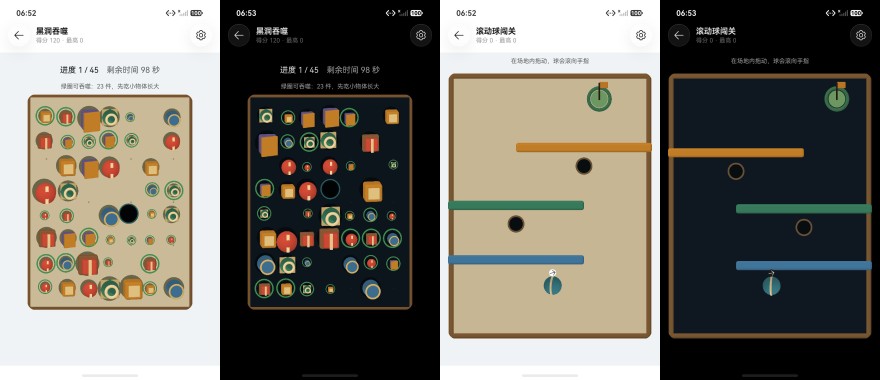 06:52
黑洞吞噬
得分 120 · 最高 0
进度 1 / 45 剩余时间 98 秒
绿圈可吞噬：23 件，先吃小物体长大
06:53
黑洞吞噬
得分 120 · 最高 0
进度 1 / 45 剩余时间 98 秒
绿圈可吞噬：23 件，先吃小物体长大
06:52
滚动球闯关
得分 0 · 最高 0
在场地内拖动，球会滚向手指
06:53
滚动球闯关
得分 0 · 最高 0
在场地内拖动，球会滚向手指